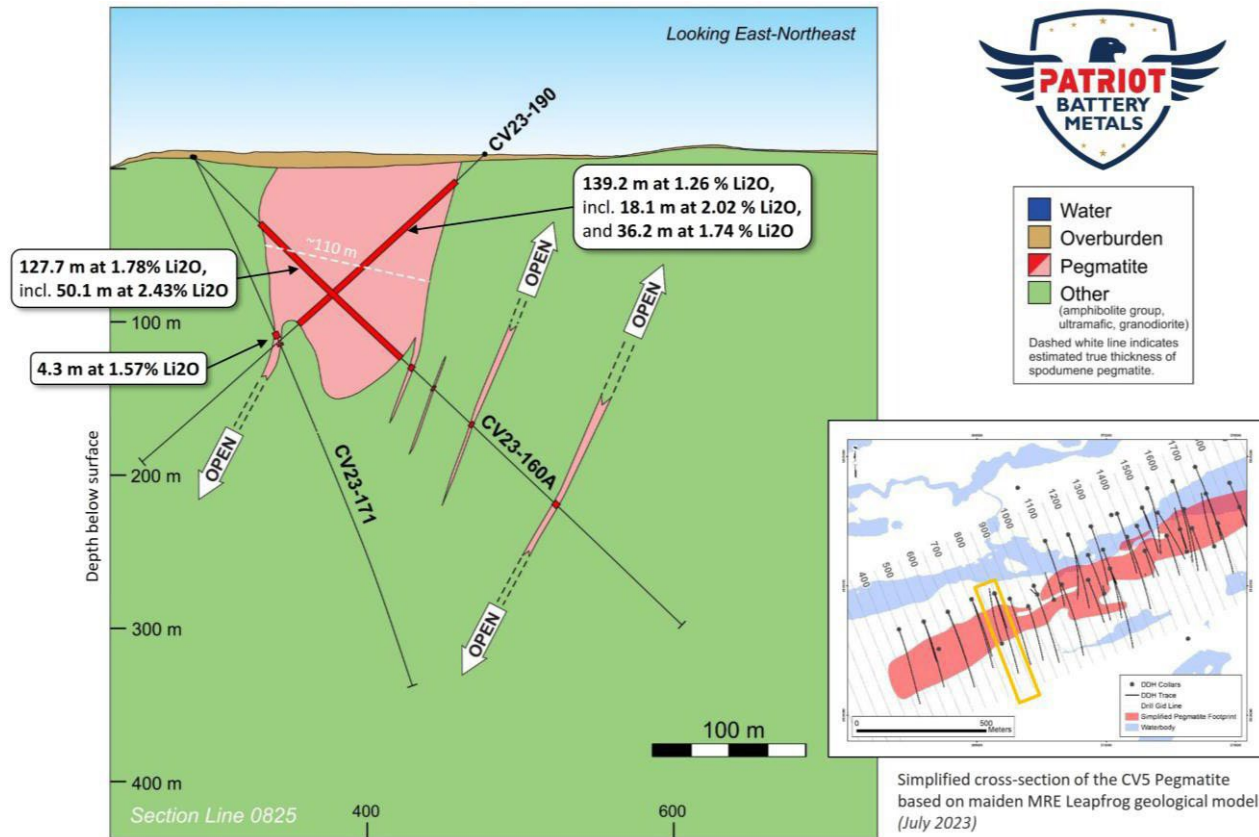 Looking East-Northeast
CV23-190
139.2 m at 1.26 % Li2O,
incl. 18.1 m at 2.02 % Li2O,
and 36.2 m at 1.74 % Li2O
~110 m
127.7 m at 1.78% Li2O,
incl. 50.1 m at 2.43% Li2O
4.3 m at 1.57% Li2O
OPEN
OPEN
OPEN
OPEN
CV23-171
CV23-160A
Depth below surface
100 m
200 m
300 m
400 m
100 m
Section Line 0825
400
600
PATRIOT
BATTERY
METALS
Water
Overburden
Pegmatite
Other
(amphibolite group,
ultramafic, granodiorite)
Dashed white line indicates
estimated true thickness of
spodumene pegmatite.
400
500
600
700
800
900
1000
1100
1200
1300
1400
1500
1600
1700
DDH Collars
DDH Trace
Drill Gid Line
Simplified Pegmatite Footprint
Waterbody
0
500
Meters
Simplified cross-section of the CV5 Pegmatite
based on maiden MRE Leapfrog geological model
(July 2023)